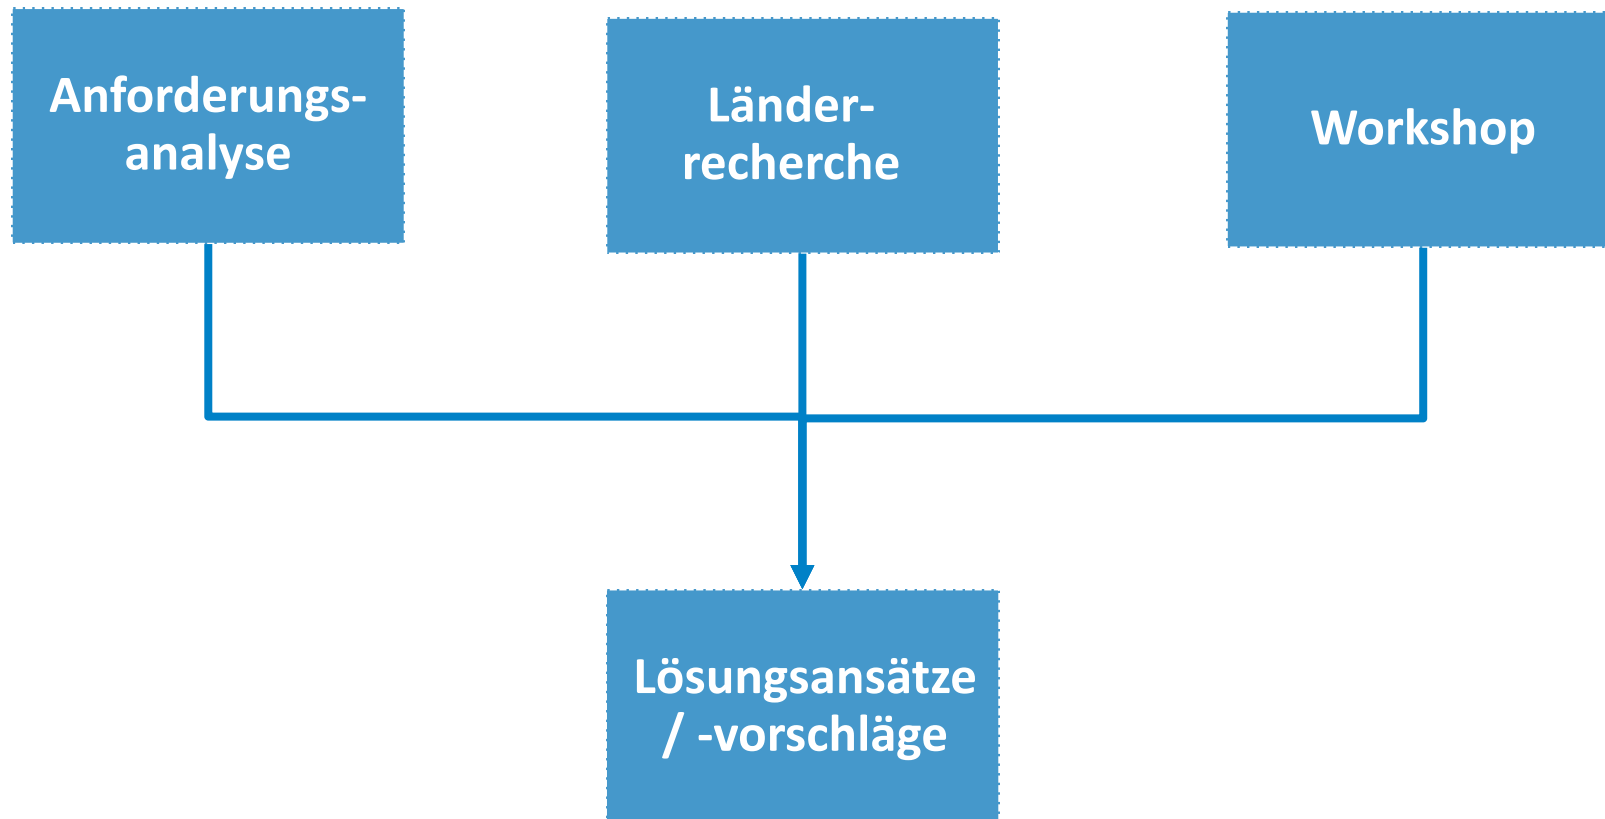 Anforderungs-
analyse
Länder-
recherche
Workshop
Lösungsansätze
/ -vorschläge